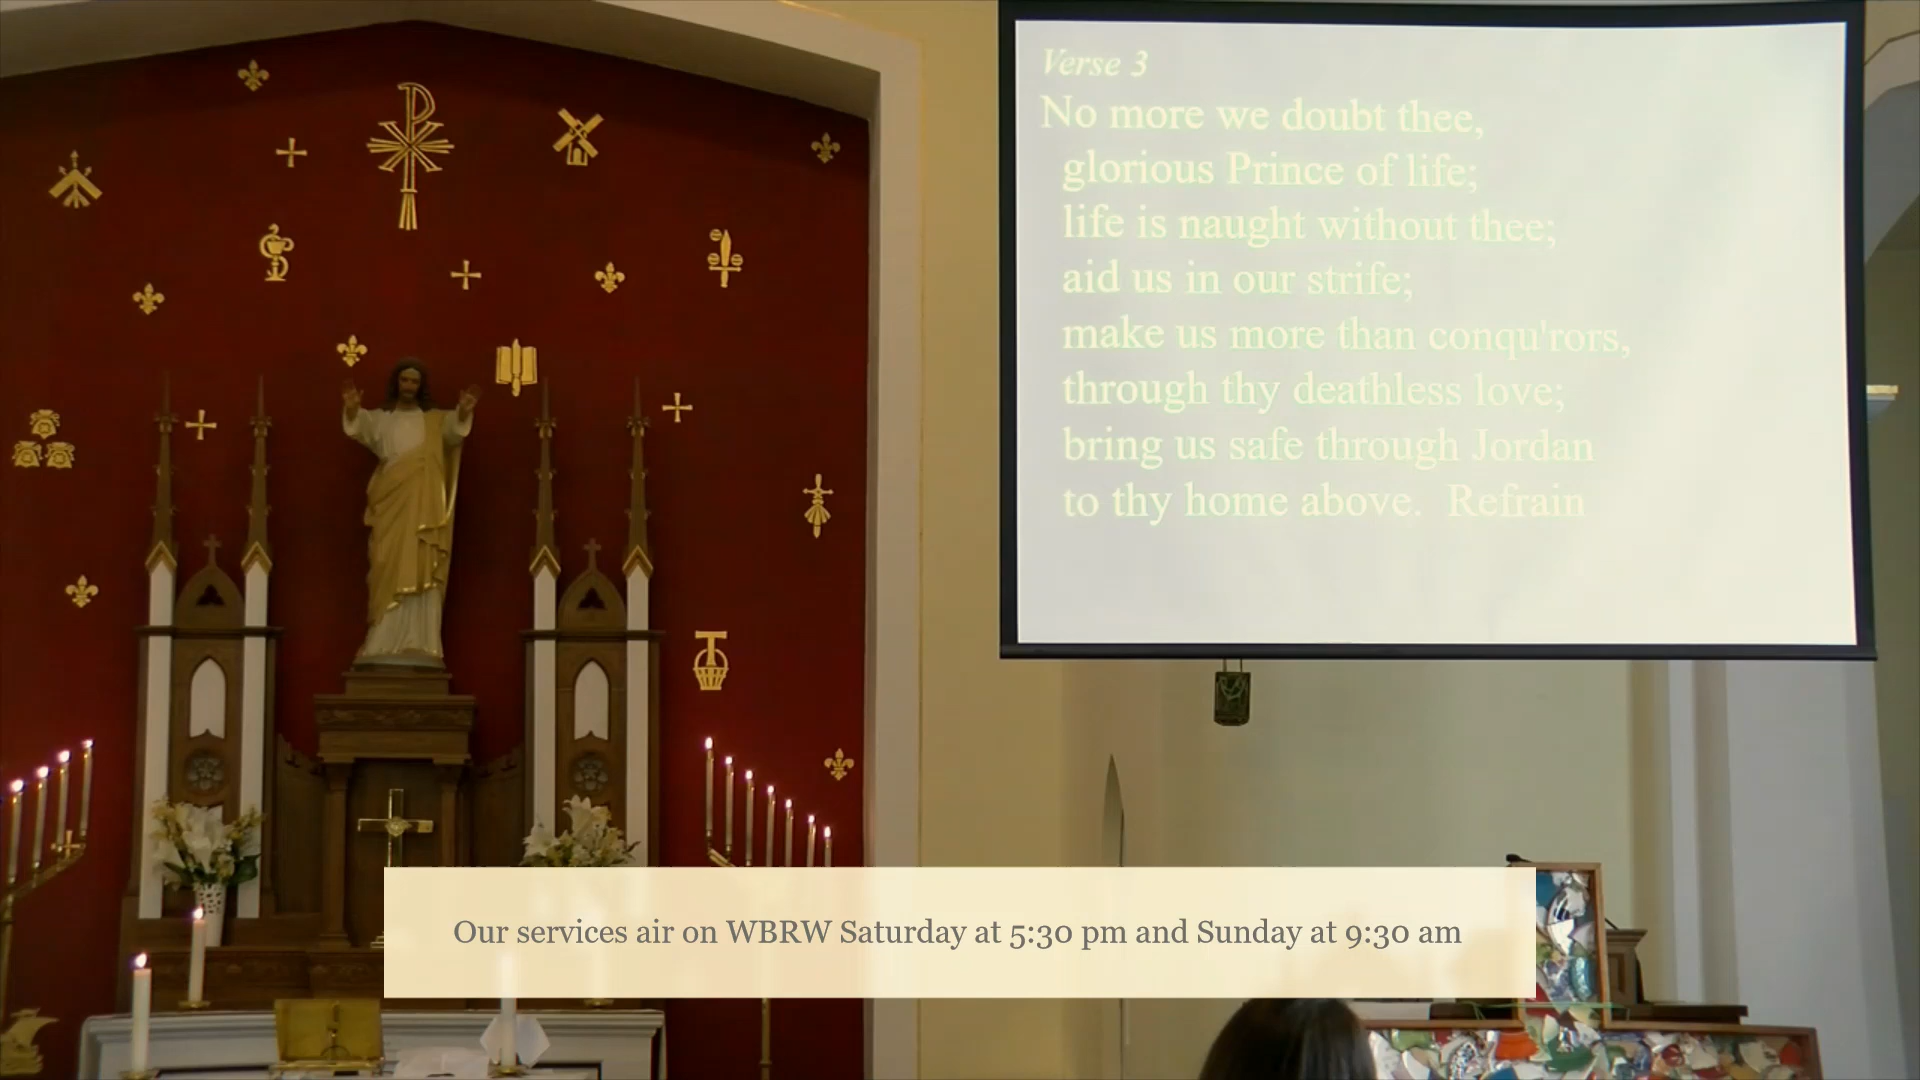 Verse 3
No more we doubt thee,
glorious Prince of life;
life is naught without thee;
aid us in our strife;
make us more than conqu'rors,
through thy deathless love;
bring us safe through Jordan
to thy home above. Refrain
Our services air on WBRW Saturday at 5:30 pm and Sunday at 9:30 am